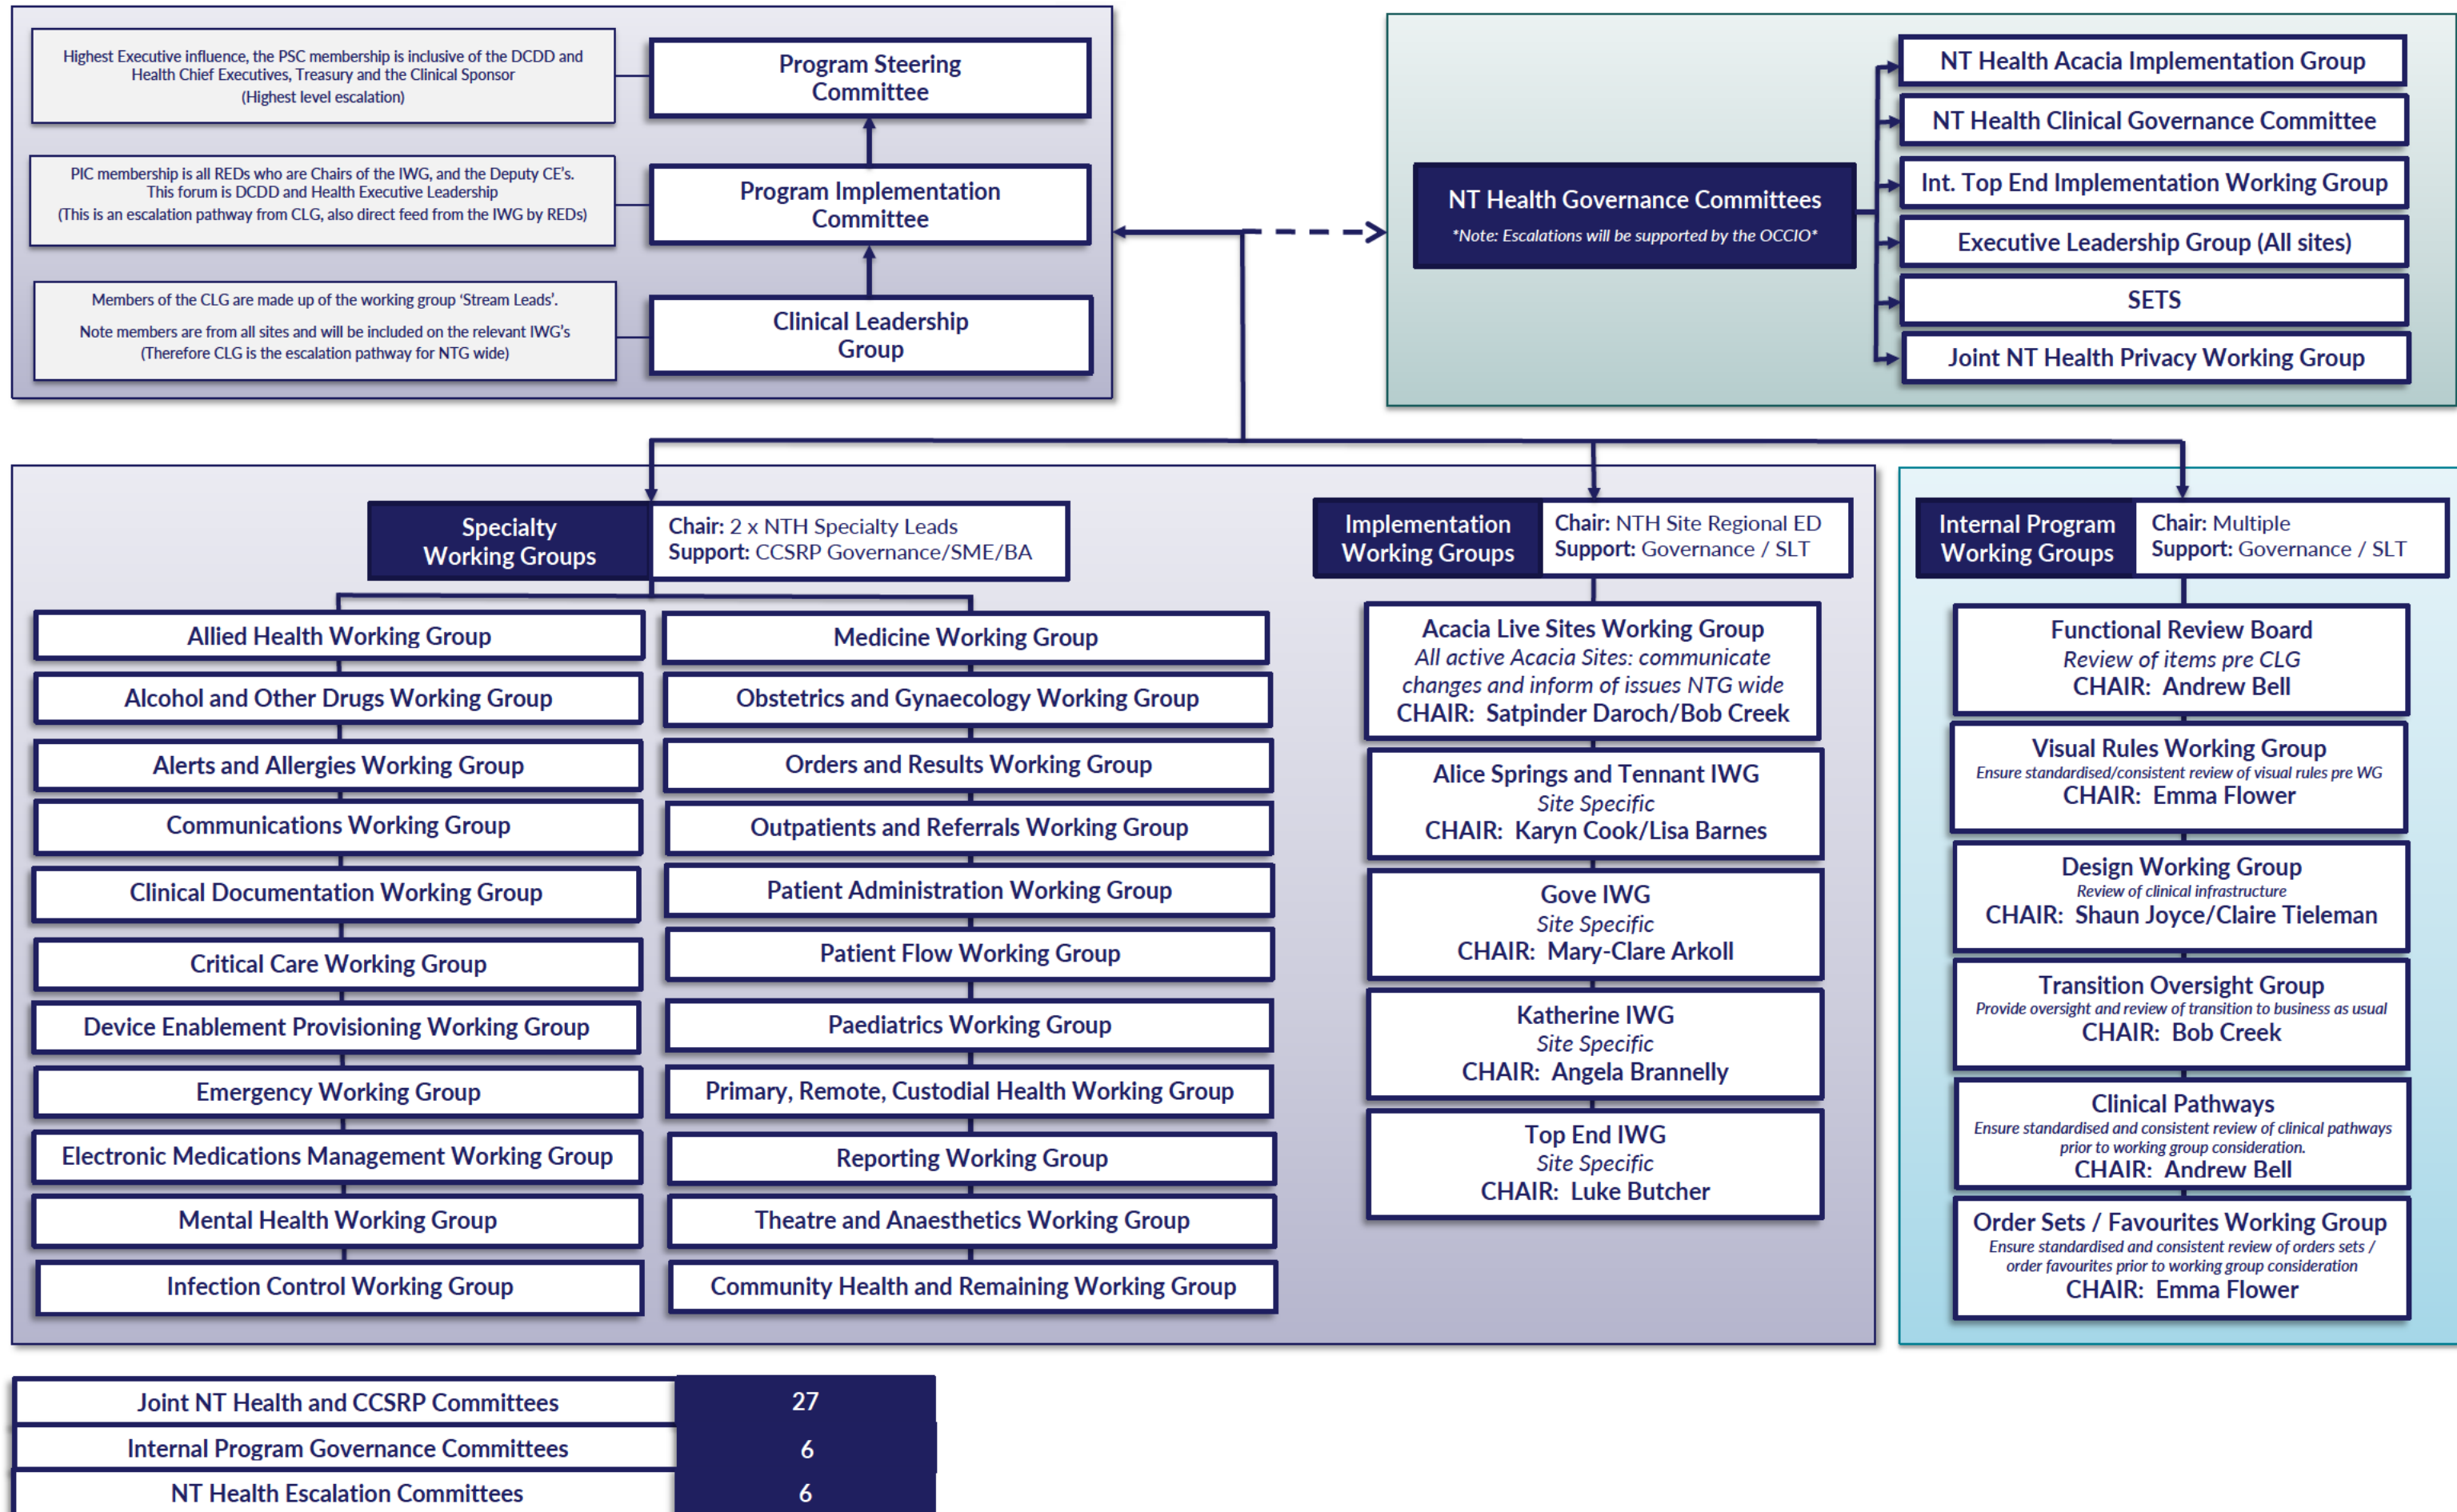 Highest Executive influence, the PSC membership is inclusive of the DCDD and
Health Chief Executives, Treasury and the Clinical Sponsor
(Highest level escalation)
Program Steering
Committee
PIC membership is all REDs who are Chairs of the IWG, and the Deputy CE's.
This forum is DCDD and Health Executive Leadership
(This is an escalation pathway from CLG, also direct feed from the IWG by REDs)
Program Implementation
Committee
Members of the CLG are made up of the working group 'Stream Leads'.
Note members are from all sites and will be included on the relevant IWG's
(Therefore CLG is the escalation pathway for NTG wide)
Clinical Leadership
Group
NT Health Governance Committees
*Note: Escalations will be supported by the OCCIO*
NT Health Acacia Implementation Group
NT Health Clinical Governance Committee
Int. Top End Implementation Working Group
Executive Leadership Group (All sites)
SETS
Joint NT Health Privacy Working Group
Specialty
Working Groups
Chair: 2 x NTH Specialty Leads
Support: CCSRP Governance/SME/BA
Allied Health Working Group
Alcohol and Other Drugs Working Group
Alerts and Allergies Working Group
Communications Working Group
Clinical Documentation Working Group
Critical Care Working Group
Device Enablement Provisioning Working Group
Emergency Working Group
Electronic Medications Management Working Group
Mental Health Working Group
Infection Control Working Group
Medicine Working Group
Obstetrics and Gynaecology Working Group
Orders and Results Working Group
Outpatients and Referrals Working Group
Patient Administration Working Group
Patient Flow Working Group
Paediatrics Working Group
Primary, Remote, Custodial Health Working Group
Reporting Working Group
Theatre and Anaesthetics Working Group
Community Health and Remaining Working Group
Implementation
Working Groups
Chair: NTH Site Regional ED
Support: Governance / SLT
Acacia Live Sites Working Group
All active Acacia Sites: communicate
changes and inform of issues NTG wide
CHAIR: Satpinder Daroch/Bob Creek
Alice Springs and Tennant IWG
Site Specific
CHAIR: Karyn Cook/Lisa Barnes
Gove IWG
Site Specific
CHAIR: Mary-Clare Arkoll
Katherine IWG
Site Specific
CHAIR: Angela Brannelly
Top End IWG
Site Specific
CHAIR: Luke Butcher
Internal Program
Working Groups
Chair: Multiple
Support: Governance / SLT
Functional Review Board
Review of items pre CLG
CHAIR: Andrew Bell
Visual Rules Working Group
Ensure standardised/consistent review of visual rules pre WG
CHAIR: Emma Flower
Design Working Group
Review of clinical infrastructure
CHAIR: Shaun Joyce/Claire Tieleman
Transition Oversight Group
Provide oversight and review of transition to business as usual
CHAIR: Bob Creek
Clinical Pathways
Ensure standardised and consistent review of clinical pathways
prior to working group consideration.
CHAIR: Andrew Bell
Order Sets / Favourites Working Group
Ensure standardised and consistent review of orders sets /
order favourites prior to working group consideration
CHAIR: Emma Flower
Joint NT Health and CCSRP Committees 27
Internal Program Governance Committees 6
NT Health Escalation Committees 6